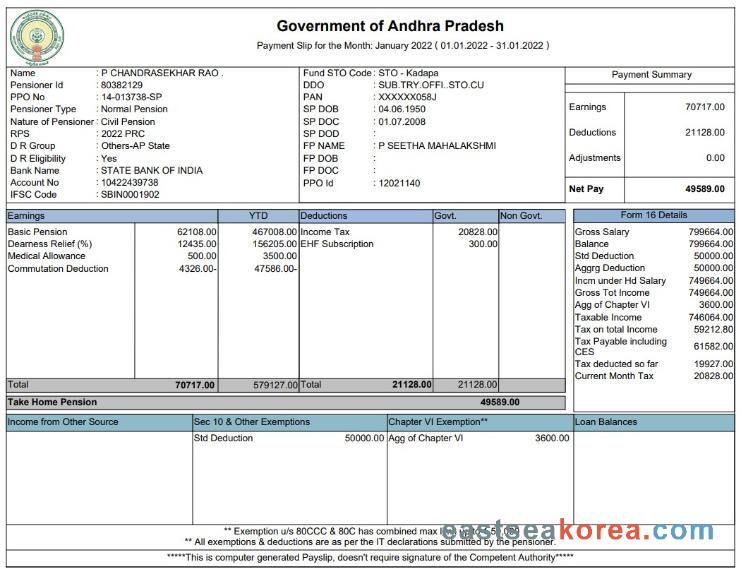 Government of Andhra Pradesh
Payment Slip for the Month: January 2022 ( 01.01.2022 - 31.01.2022 )
Name : P CHANDRASEKHAR RAO .
Pensioner Id : 80382129
PPO No : 14-013738-SP
Pensioner Type : Normal Pension
Nature of Pensioner : Civil Pension
RPS : 2022 PRC
D R Group : Others-AP State
D R Eligibility : Yes
Bank Name : STATE BANK OF INDIA
Account No : 10422439738
IFSC Code : SBIN0001902
Fund STO Code : STO - Kadapa
DDO : SUB.TRY.OFFI..STO.CU
PAN : XXXXXX058J
SP DOB : 04.06.1950
SP DOC : 01.07.2008
SP DOD :
FP NAME : P SEETHA MAHALAKSHMI
FP DOB :
FP DOC :
PPO Id : 12021140
Payment Summary
Earnings 70717.00
Deductions 21128.00
Adjustments 0.00
Net Pay 49589.00
Earnings YTD Deductions Govt. Non Govt.
Basic Pension 62108.00 467008.00 Income Tax 20828.00
Dearness Relief (%) 12435.00 156205.00 EHF Subscription 300.00
Medical Allowance 500.00 3500.00
Commutation Deduction 4326.00- 47586.00-
Total 70717.00 579127.00 Total 21128.00 21128.00
Take Home Pension 49589.00
Form 16 Details
Gross Salary 799664.00
Balance 799664.00
Std Deduction 50000.00
Aggrg Deduction 50000.00
Incm under Hd Salary 749664.00
Gross Tot Income 749664.00
Agg of Chapter VI 3600.00
Taxable Income 746064.00
Tax on total Income 59212.80
Tax Payable including CES 61582.00
Tax deducted so far 19927.00
Current Month Tax 20828.00
Income from Other Source Sec 10 & Other Exemptions Chapter VI Exemption** Loan Balances
Std Deduction 50000.00 Agg of Chapter VI 3600.00
** Exemption u/s 80CCC & 80C has combined max
** All exemptions & deductions are as per the IT declarations submitted by the pensioner.
*****This is computer generated Payslip, doesn't require signature of the Competent Authority*****
eastseakorea.com